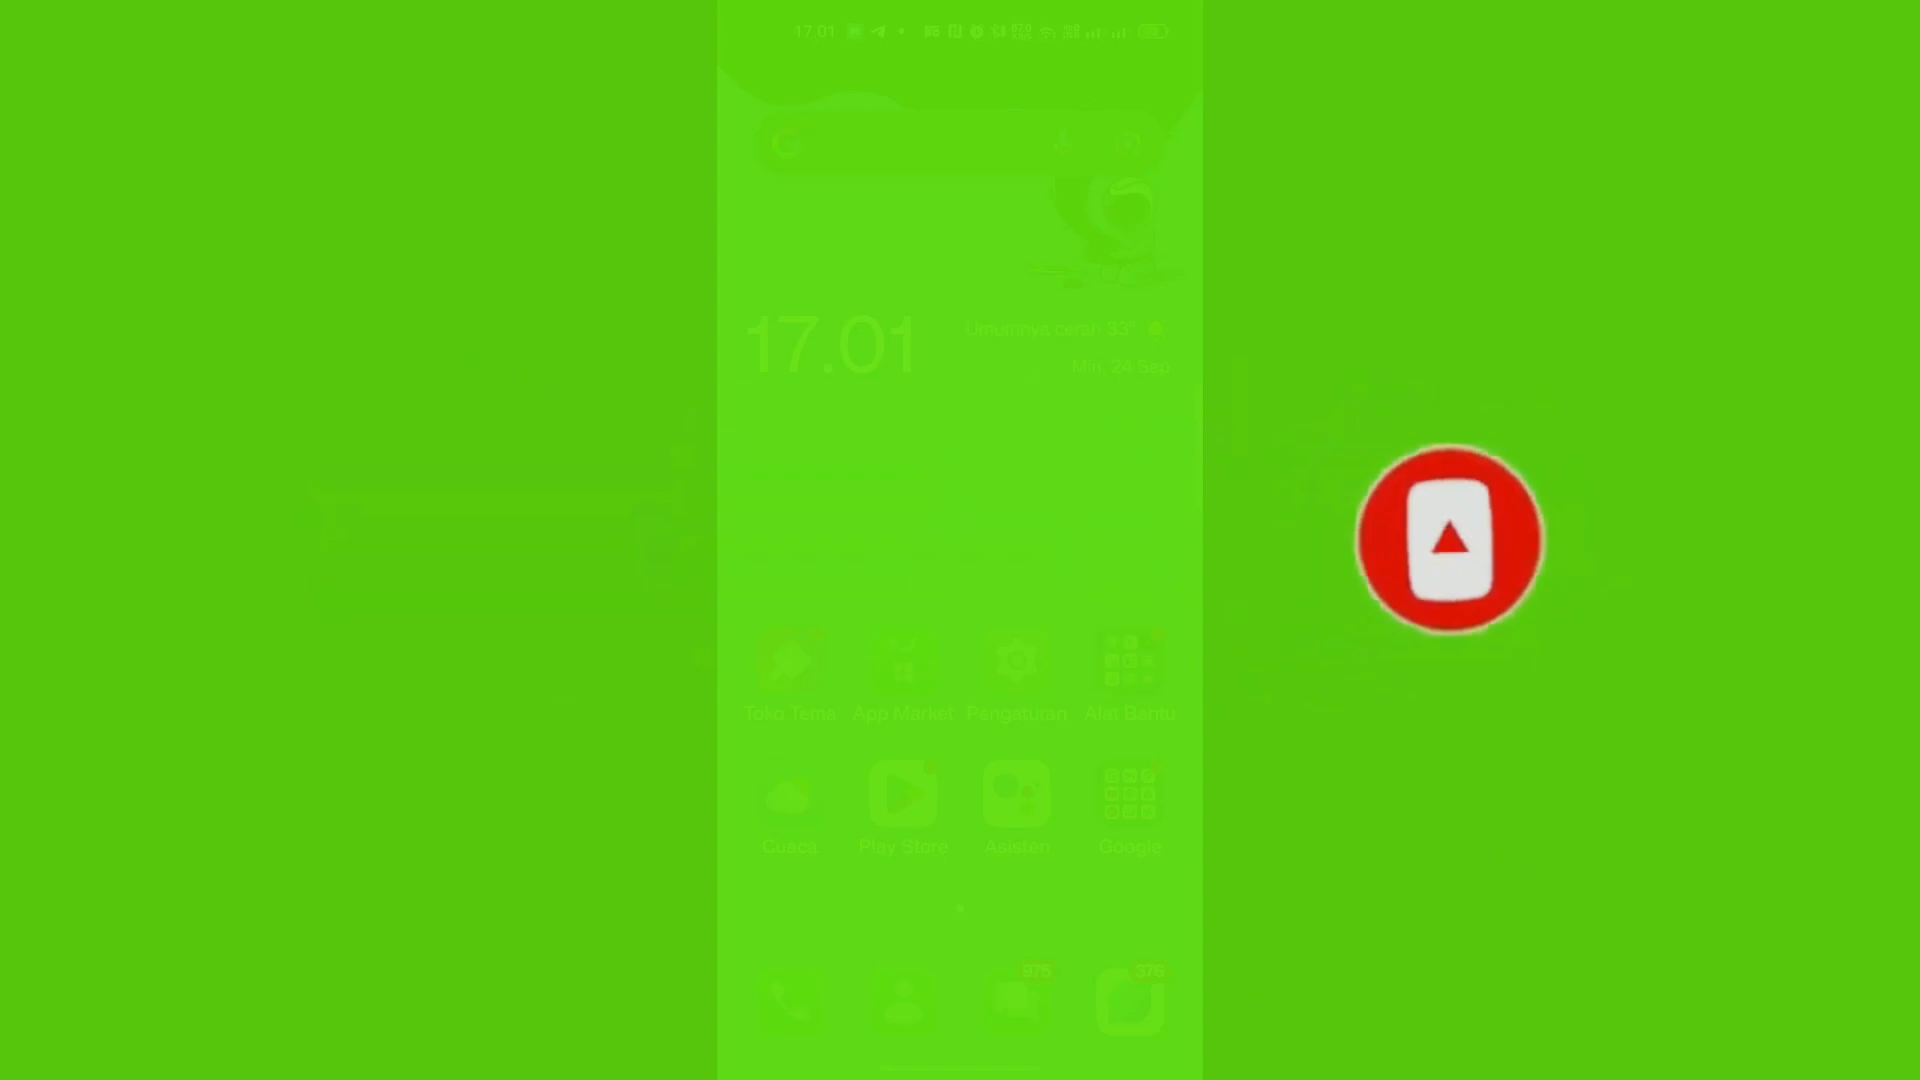 17.01
17.01
Umumnya cerah 33°
Min, 24 Sep
Toko Tema App Market Pengaturan Alat Bantu
Cuaca Play Store Asisten Google
975 376